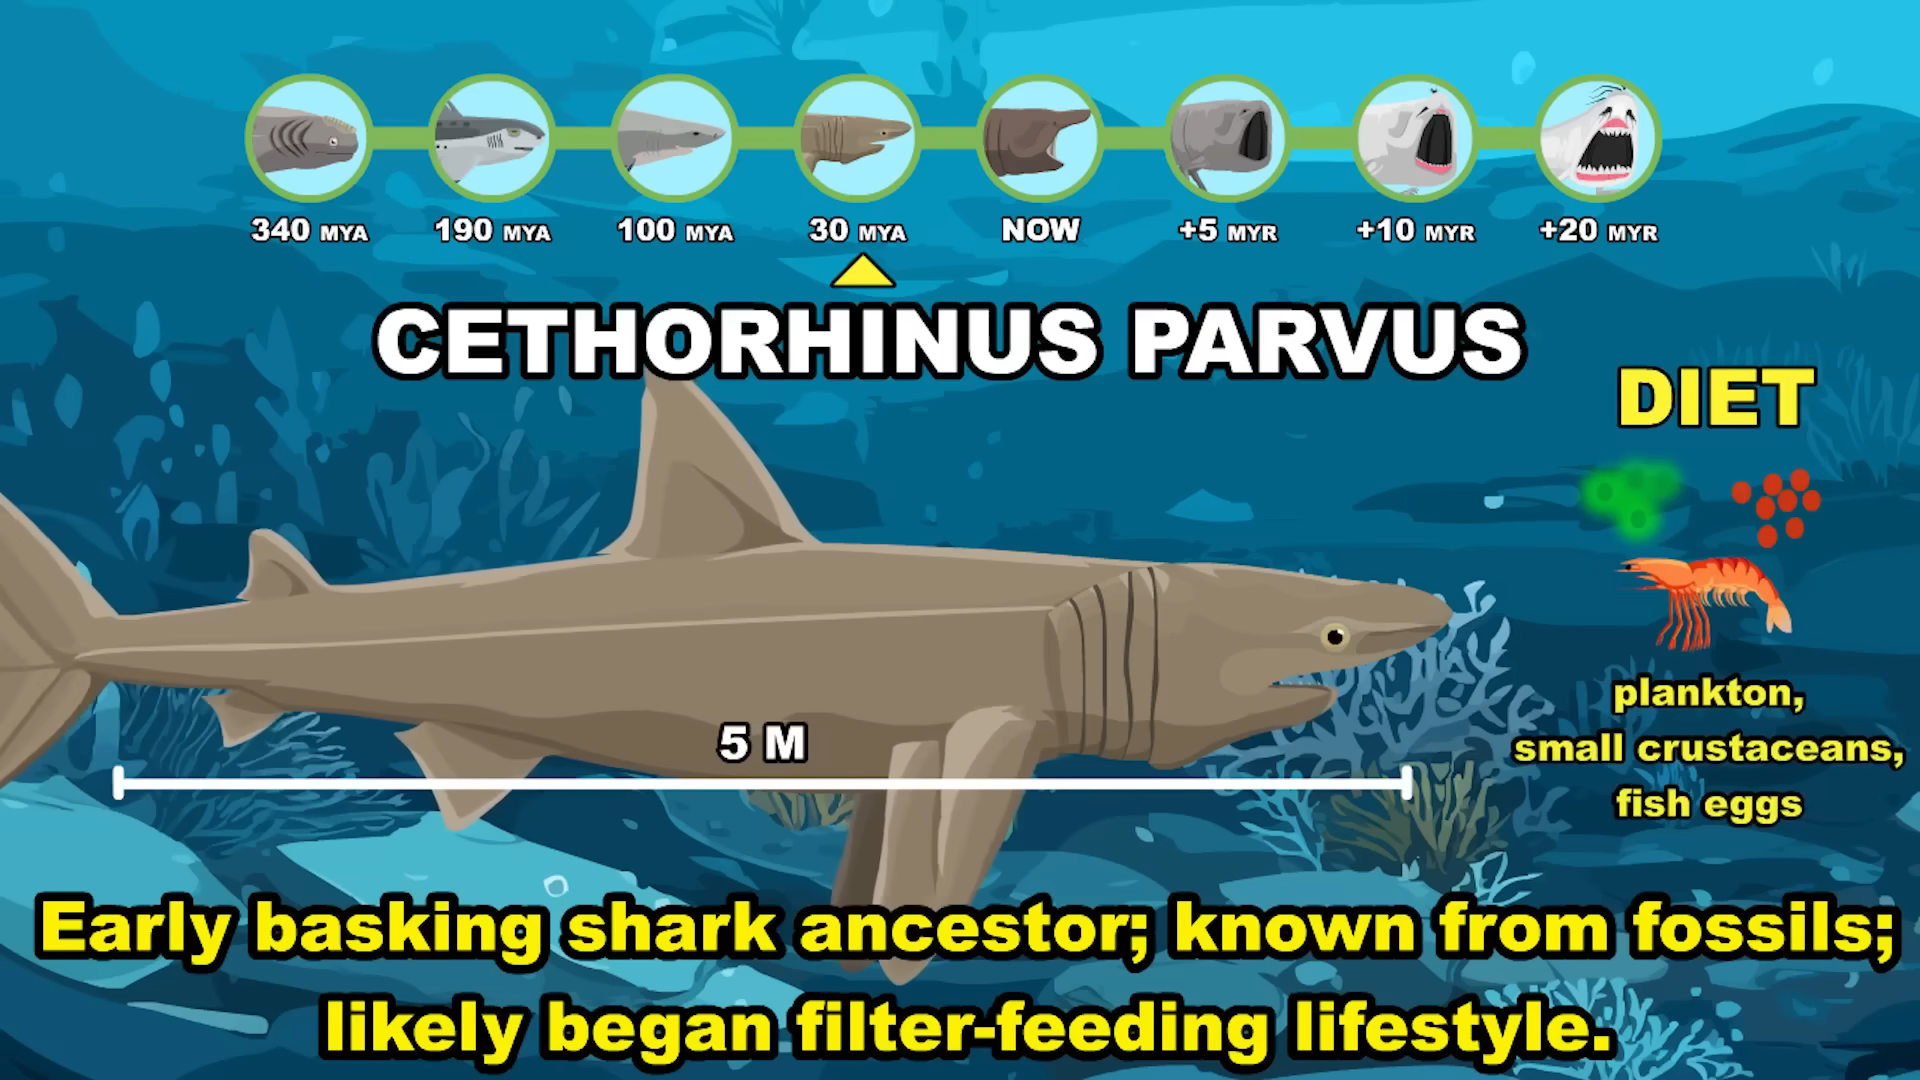 340 MYA 190 MYA 100 MYA 30 MYA NOW +5 MYR +10 MYR +20 MYR
CETHORHINUS PARVUS
DIET
plankton,
small crustaceans,
fish eggs
5 M
Early basking shark ancestor; known from fossils;
likely began filter-feeding lifestyle.